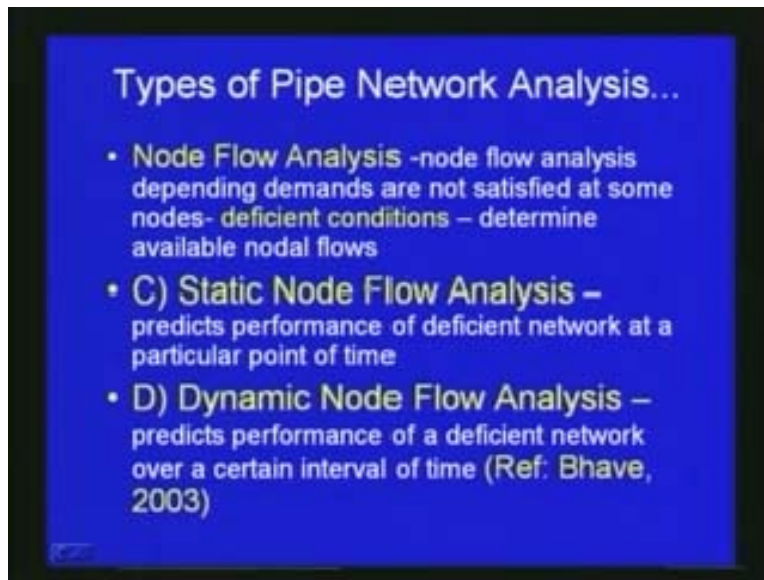 Types of Pipe Network Analysis...
• Node Flow Analysis -node flow analysis
depending demands are not satisfied at some
nodes- deficient conditions – determine
available nodal flows
• C) Static Node Flow Analysis –
predicts performance of deficient network at a
particular point of time
• D) Dynamic Node Flow Analysis –
predicts performance of a deficient network
over a certain interval of time (Ref: Bhave,
2003)